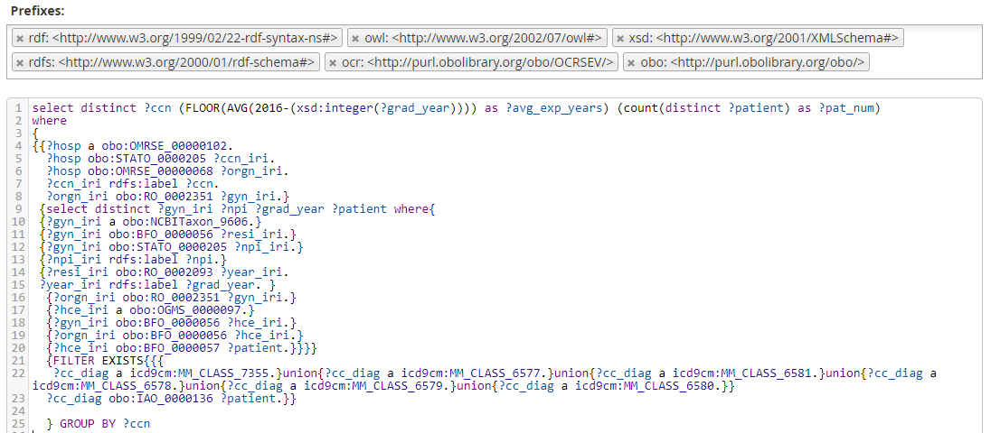 Prefixes:
× rdf: <http://www.w3.org/1999/02/22-rdf-syntax-ns#> × owl: <http://www.w3.org/2002/07/owl#> × xsd: <http://www.w3.org/2001/XMLSchema#>
× rdfs: <http://www.w3.org/2000/01/rdf-schema#> × ocr: <http://purl.obolibrary.org/obo/OCRSEV/> × obo: <http://purl.obolibrary.org/obo/>
1 select distinct ?ccn (FLOOR(AVG(2016-(xsd:integer(?grad_year)))) as ?avg_exp_years) (count(distinct ?patient) as ?pat_num)
2 where
3 {
4 {{?hosp a obo:OMRSE_00000102.
5 ?hosp obo:STATO_0000205 ?ccn_iri.
6 ?hosp obo:OMRSE_00000068 ?orgn_iri.
7 ?ccn_iri rdfs:label ?ccn.
8 ?orgn_iri obo:RO_0002351 ?gyn_iri.}
9 {select distinct ?gyn_iri ?npi ?grad_year ?patient where{
10 {?gyn_iri a obo:NCBITaxon_9606.}
11 {?gyn_iri obo:BFO_0000056 ?resi_iri.}
12 {?gyn_iri obo:STATO_0000205 ?npi_iri.}
13 {?npi_iri rdfs:label ?npi.}
14 {?resi_iri obo:RO_0002093 ?year_iri.
15 ?year_iri rdfs:label ?grad_year. }
16 {?orgn_iri obo:RO_0002351 ?gyn_iri.}
17 {?hce_iri a obo:OGMS_0000097.}
18 {?gyn_iri obo:BFO_0000056 ?hce_iri.}
19 {?orgn_iri obo:BFO_0000056 ?hce_iri.}
20 {?hce_iri obo:BFO_0000057 ?patient.}}}}
21 {FILTER EXISTS{{{
22 ?cc_diag a icd9cm:MM_CLASS_7355.}union{?cc_diag a icd9cm:MM_CLASS_6577.}union{?cc_diag a icd9cm:MM_CLASS_6581.}union{?cc_diag a
icd9cm:MM_CLASS_6578.}union{?cc_diag a icd9cm:MM_CLASS_6579.}union{?cc_diag a icd9cm:MM_CLASS_6580.}}
23 ?cc_diag obo:IAO_0000136 ?patient.}}
24
25 } GROUP BY ?ccn